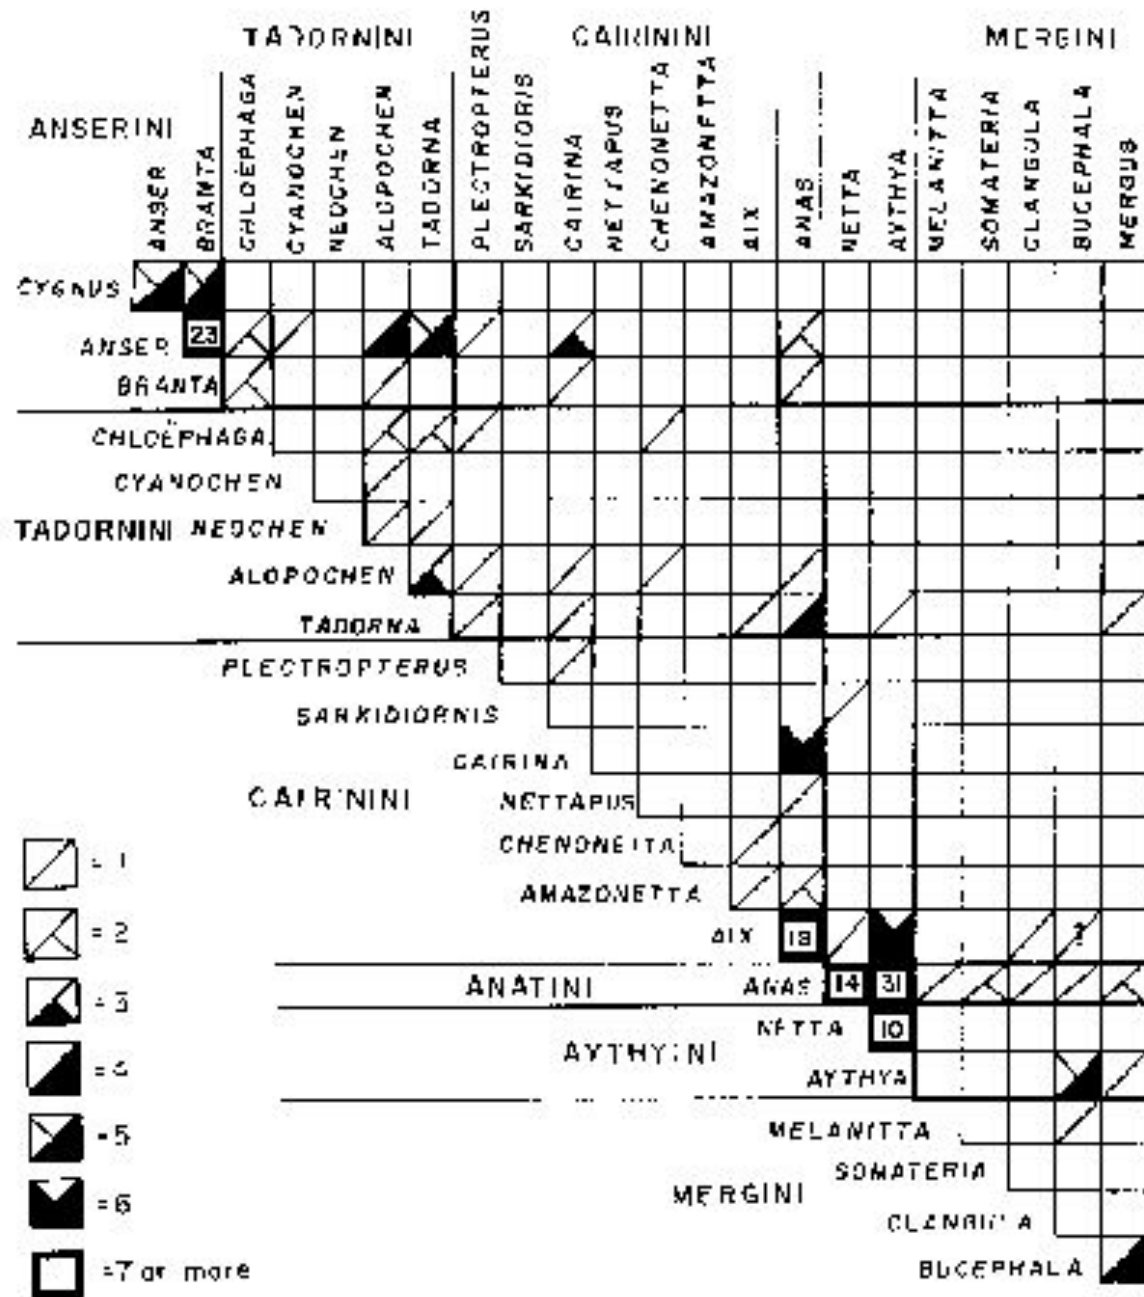 TADORNINI CAIRININI MERGINI
ANSERINI
ANSER
BRANTA
CHLOEPHAGA
CYANOCHEN
NEOCHEN
ALOPOCHEN
TADORNA
PLECTROPTERUS
SARKIDIORIS
CAIRINA
NETTAPUS
CHENONETTA
AMAZONETTA
AIX
ANAS
NETTA
AYTHYA
MELANITTA
SOMATERIA
CLANGULA
BUCEPHALA
MERGUS
CYGNUS
ANSER 23
BRANTA
CHLOËPHAGA
CYANOCHEN
TADORNINI NEOCHEN
ALOPOCHEN
TADORNA
PLECTROPTERUS
SARKIDIORNIS
CAIRINA
CAIRININI
NETTAPUS
CHENONETTA
AMAZONETTA
AIX 18 ?
ANATINI ANAS 14 31
NETTA 10
AYTHYINI
AYTHYA
MELANITTA
SOMATERIA
MERGINI
CLANGULA
BUCEPHALA
= 1
= 2
= 3
= 4
= 5
= 6
= 7 or more